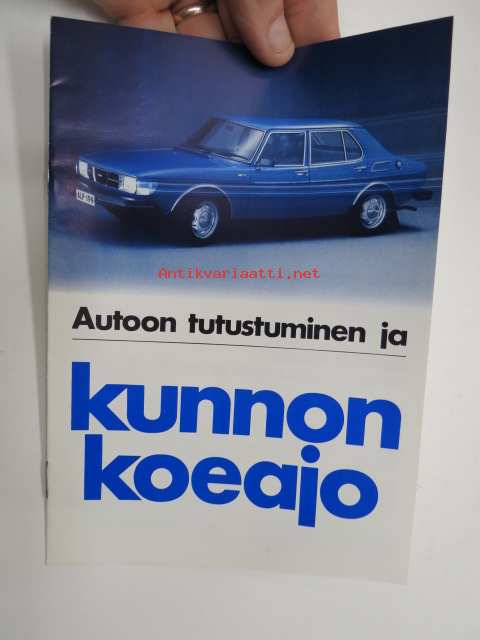 Antikvariaatti.net
Autoon tutustuminen ja
kunnon
koeajo